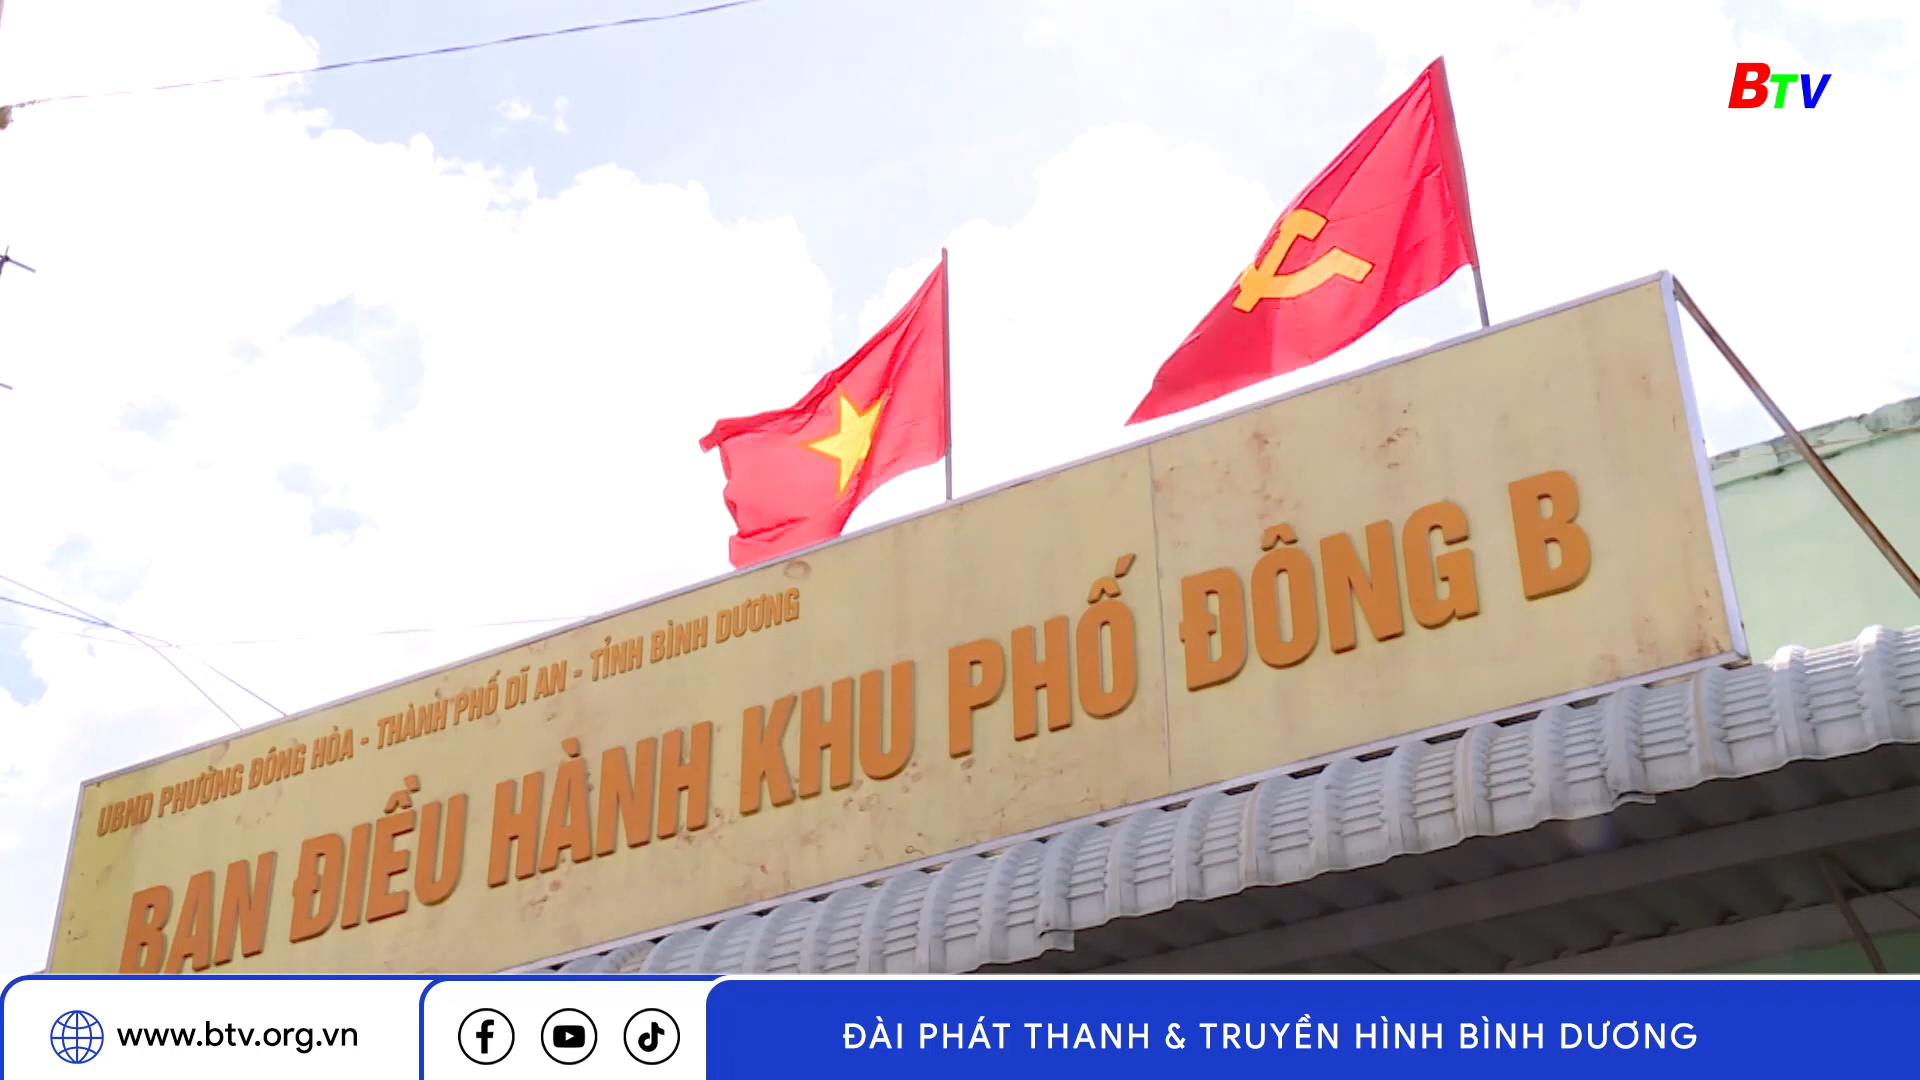 BTV
UBND PHƯỜNG ĐÔNG HÒA - THÀNH PHỐ DĨ AN - TỈNH BÌNH DƯƠNG
BAN ĐIỀU HÀNH KHU PHỐ ĐÔNG B
www.btv.org.vn
ĐÀI PHÁT THANH & TRUYỀN HÌNH BÌNH DƯƠNG